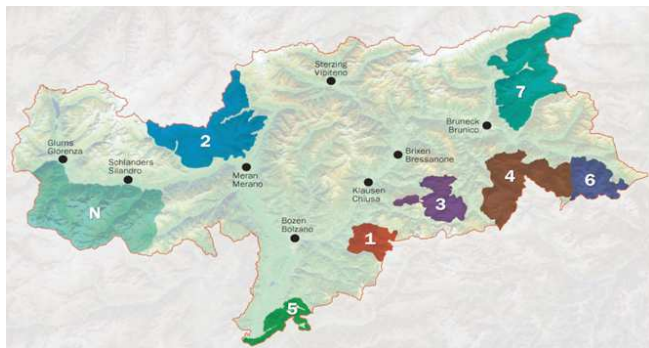 Sterzing
Vipiteno
7
Bruneck
Brunico
2
Glurns
Glorenza
Schlanders
Silandro
Meran
Merano
Brixen
Bressanone
Klausen
Chiusa
4
6
3
N
Bozen
Bolzano
1
5